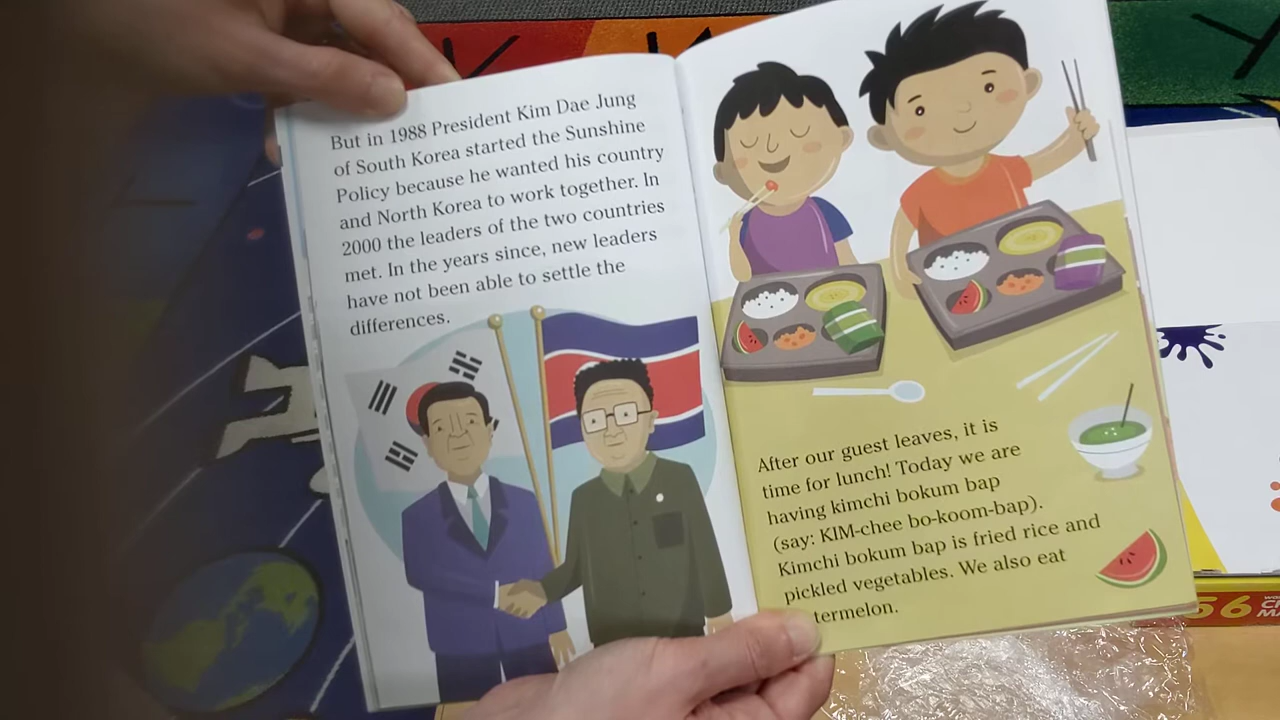 But in 1988 President Kim Dae Jung
of South Korea started the Sunshine
Policy because he wanted his country
and North Korea to work together. In
2000 the leaders of the two countries
met. In the years since, new leaders
have not been able to settle the
differences.
After our guest leaves, it is
time for lunch! Today we are
having kimchi bokum bap
(say: KIM-chee bo-koom-bap).
Kimchi bokum bap is fried rice and
pickled vegetables. We also eat
termelon.
56